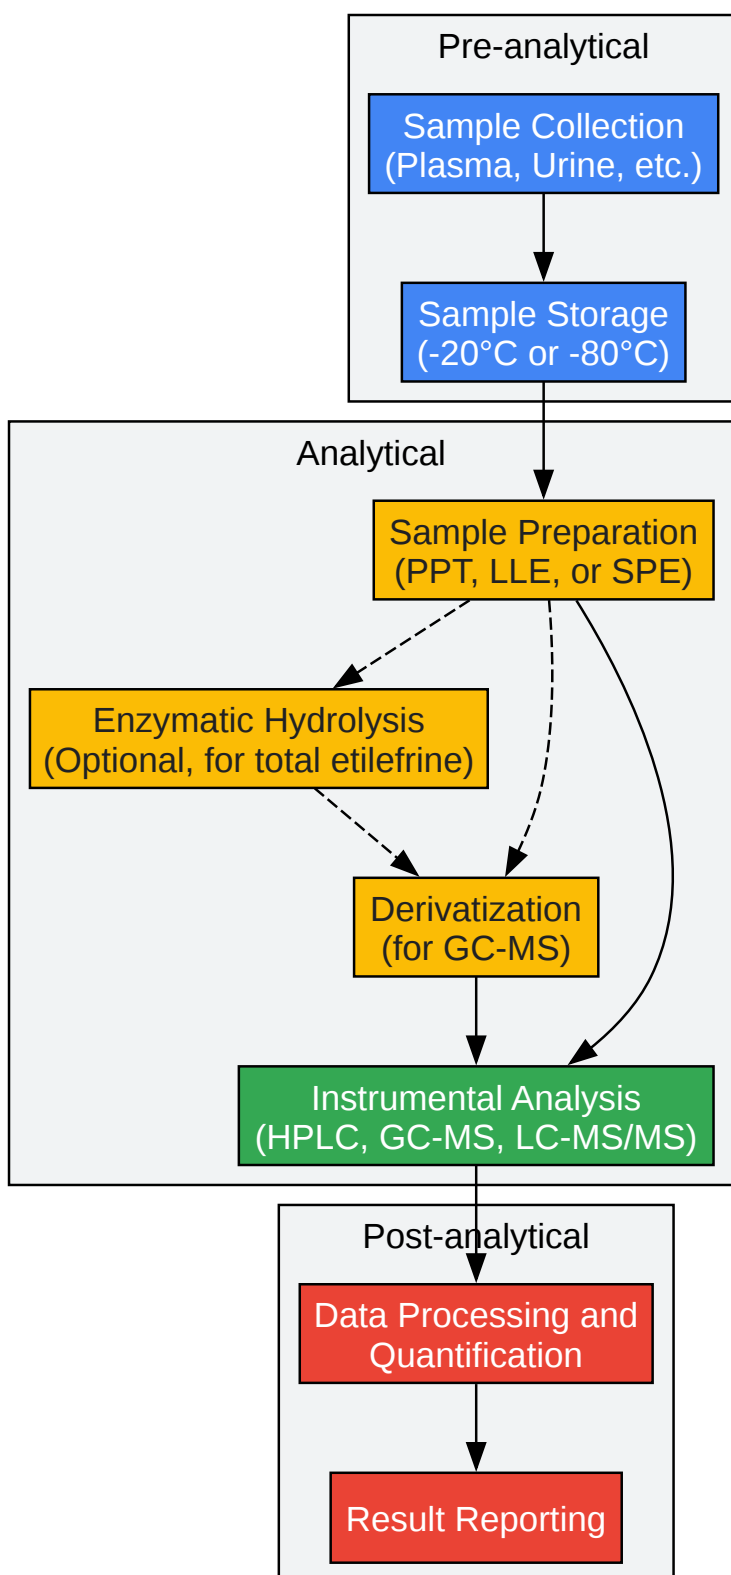 Pre-analytical
Sample Collection
(Plasma, Urine, etc.)
Sample Storage
(-20°C or -80°C)
Analytical
Sample Preparation
(PPT, LLE, or SPE)
Enzymatic Hydrolysis
(Optional, for total etilefrine)
Derivatization
(for GC-MS)
Instrumental Analysis
(HPLC, GC-MS, LC-MS/MS)
Post-analytical
Data Processing and
Quantification
Result Reporting